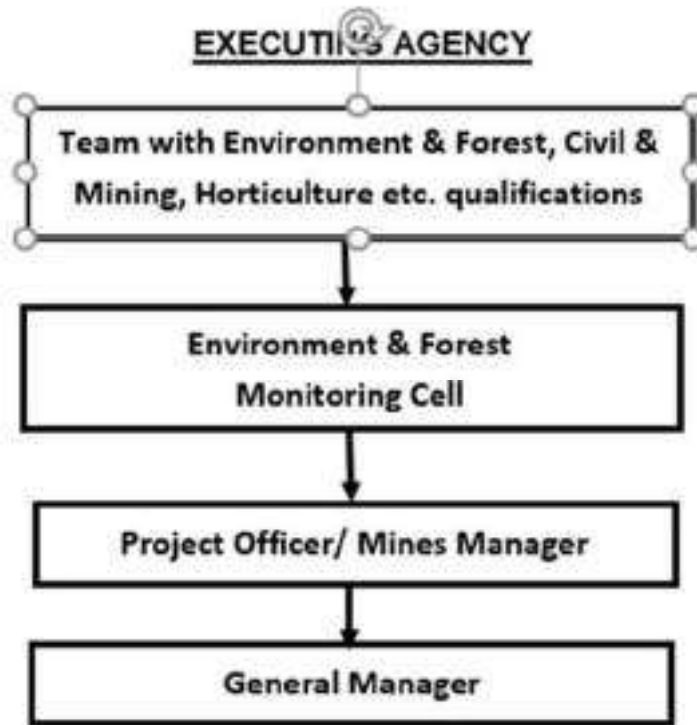 EXECUTING AGENCY
Team with Environment & Forest, Civil &
Mining, Horticulture etc. qualifications
Environment & Forest
Monitoring Cell
Project Officer/ Mines Manager
General Manager